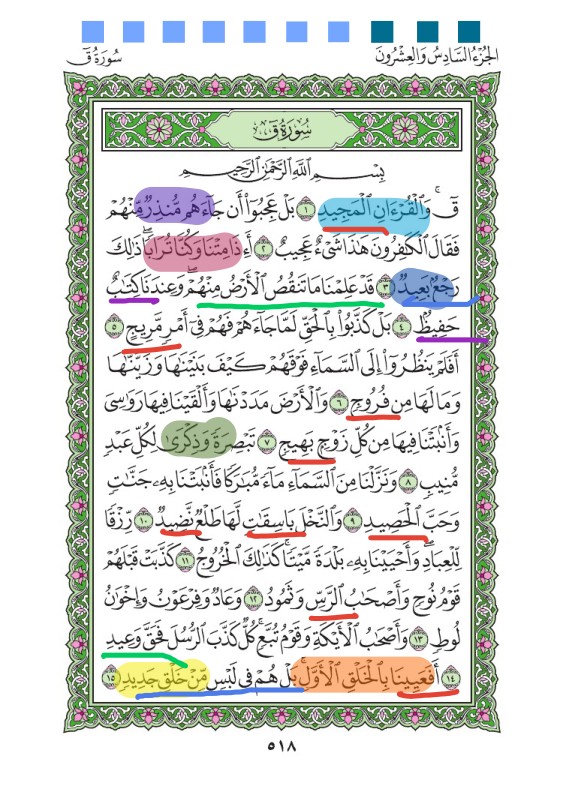 سُورَةُ قٓ
الجُزْءُ السَّادِسُ وَالعِشْرُونَ
سُورَةُ قٓ
بِسْمِ ٱللَّهِ ٱلرَّحْمَٰنِ ٱلرَّحِيمِ
قٓۚ وَٱلْقُرْءَانِ ٱلْمَجِيدِ ١ بَلْ عَجِبُوٓا۟ أَن جَآءَهُم مُّنذِرٌ مِّنْهُمْ
فَقَالَ ٱلْكَٰفِرُونَ هَٰذَا شَىْءٌ عَجِيبٌ ٢ أَءِذَا مِتْنَا وَكُنَّا تُرَابًاۖ ذَٰلِكَ
رَجْعٌۢ بَعِيدٌ ٣ قَدْ عَلِمْنَا مَا تَنقُصُ ٱلْأَرْضُ مِنْهُمْۖ وَعِندَنَا كِتَٰبٌ
حَفِيظٌۢ ٤ بَلْ كَذَّبُوا۟ بِٱلْحَقِّ لَمَّا جَآءَهُمْ فَهُمْ فِىٓ أَمْرٍ مَّرِيجٍ ٥
أَفَلَمْ يَنظُرُوٓا۟ إِلَى ٱلسَّمَآءِ فَوْقَهُمْ كَيْفَ بَنَيْنَٰهَا وَزَيَّنَّٰهَا
وَمَا لَهَا مِن فُرُوجٍ ٦ وَٱلْأَرْضَ مَدَدْنَٰهَا وَأَلْقَيْنَا فِيهَا رَوَٰسِىَ
وَأَنۢبَتْنَا فِيهَا مِن كُلِّ زَوْجٍۭ بَهِيجٍ ٧ تَبْصِرَةً وَذِكْرَىٰ لِكُلِّ عَبْدٍ
مُّنِيبٍ ٨ وَنَزَّلْنَا مِنَ ٱلسَّمَآءِ مَآءً مُّبَٰرَكًا فَأَنۢبَتْنَا بِهِۦ جَنَّٰتٍ
وَحَبَّ ٱلْحَصِيدِ ٩ وَٱلنَّخْلَ بَاسِقَٰتٍ لَّهَا طَلْعٌ نَّضِيدٌ ١٠ رِّزْقًا
لِّلْعِبَادِۖ وَأَحْيَيْنَا بِهِۦ بَلْدَةً مَّيْتًاۚ كَذَٰلِكَ ٱلْخُرُوجُ ١١ كَذَّبَتْ قَبْلَهُمْ
قَوْمُ نُوحٍ وَأَصْحَٰبُ ٱلرَّسِّ وَثَمُودُ ١٢ وَعَادٌ وَفِرْعَوْنُ وَإِخْوَٰنُ
لُوطٍ ١٣ وَأَصْحَٰبُ ٱلْأَيْكَةِ وَقَوْمُ تُبَّعٍۚ كُلٌّ كَذَّبَ ٱلرُّسُلَ فَحَقَّ وَعِيدِ
١٤ أَفَعَيِينَا بِٱلْخَلْقِ ٱلْأَوَّلِۚ بَلْ هُمْ فِى لَبْسٍ مِّنْ خَلْقٍ جَدِيدٍ ١٥
٥١٨